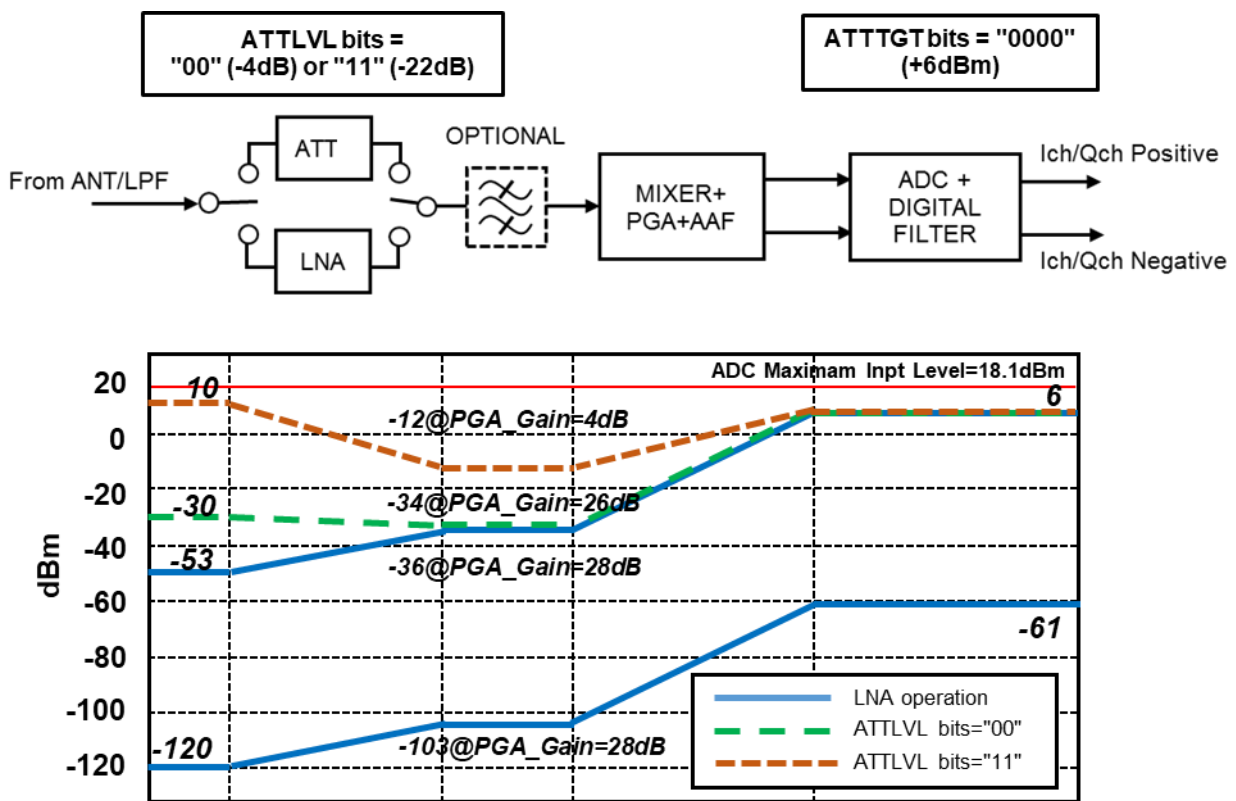 ATTLVL bits =
"00" (-4dB) or "11" (-22dB)
ATTTGT bits = "0000"
(+6dBm)
From ANT/LPF
ATT
LNA
OPTIONAL
MIXER+
PGA+AAF
ADC +
DIGITAL
FILTER
Ich/Qch Positive
Ich/Qch Negative
dBm
20
0
-20
-40
-60
-80
-100
-120
ADC Maximam Inpt Level=18.1dBm
10
6
-12@PGA_Gain=4dB
-30
-34@PGA_Gain=26dB
-53
-36@PGA_Gain=28dB
-61
-120
-103@PGA_Gain=28dB
LNA operation
ATTLVL bits="00"
ATTLVL bits="11"